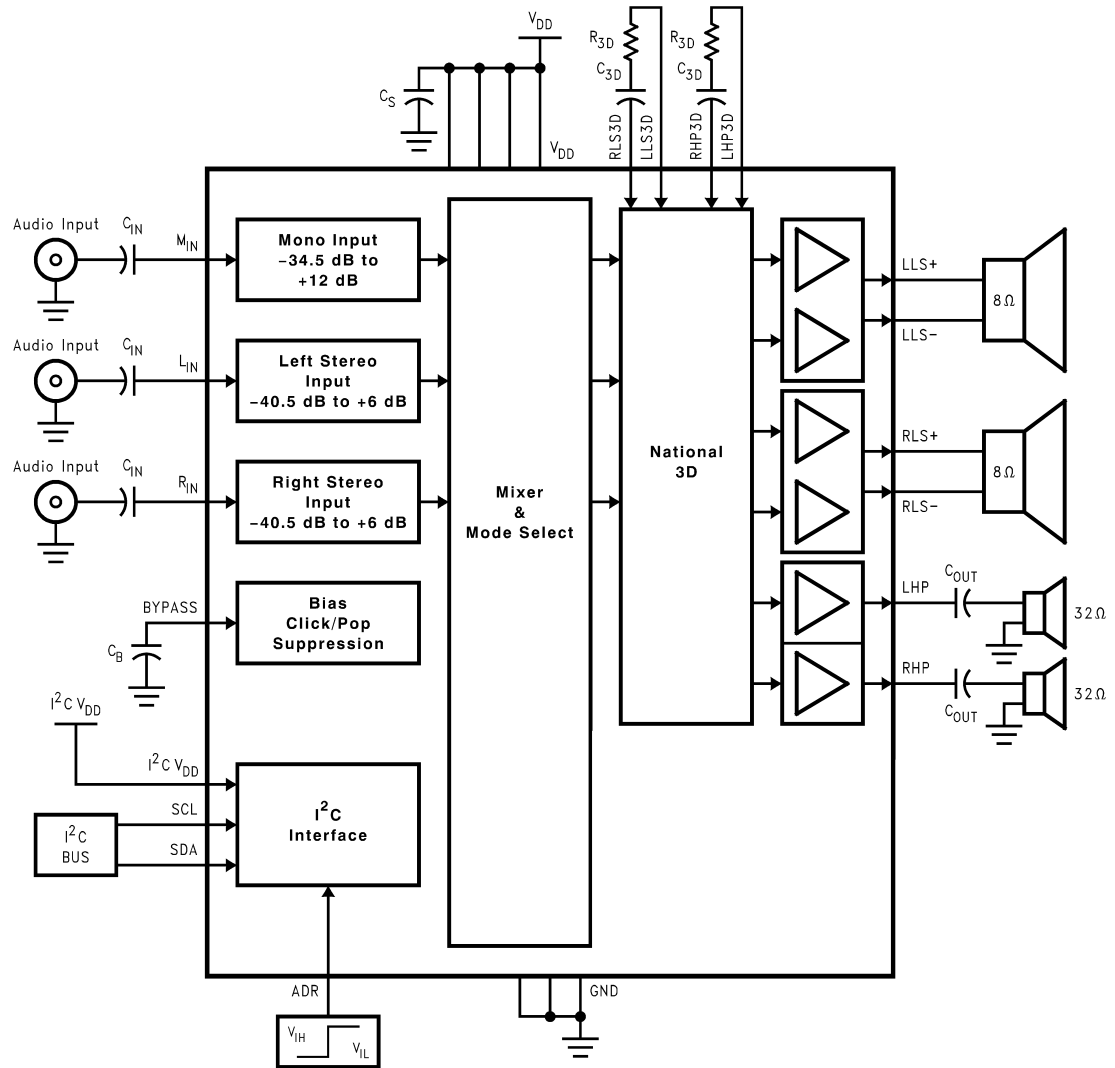 V_DD
C_S
V_DD
R_3D
C_3D
R_3D
C_3D
RLS3D
LLS3D
RHP3D
LHP3D
Audio Input
C_IN
M_IN
Mono Input
−34.5 dB to
+12 dB
Audio Input
C_IN
L_IN
Left Stereo
Input
−40.5 dB to +6 dB
Audio Input
C_IN
R_IN
Right Stereo
Input
−40.5 dB to +6 dB
BYPASS
C_B
Bias
Click/Pop
Suppression
I²C V_DD
I²C V_DD
SCL
SDA
I²C
BUS
I²C
Interface
ADR
V_IH
V_IL
Mixer
&
Mode Select
National
3D
LLS+
LLS−
8Ω
RLS+
RLS−
8Ω
LHP
C_OUT
32Ω
RHP
C_OUT
32Ω
GND